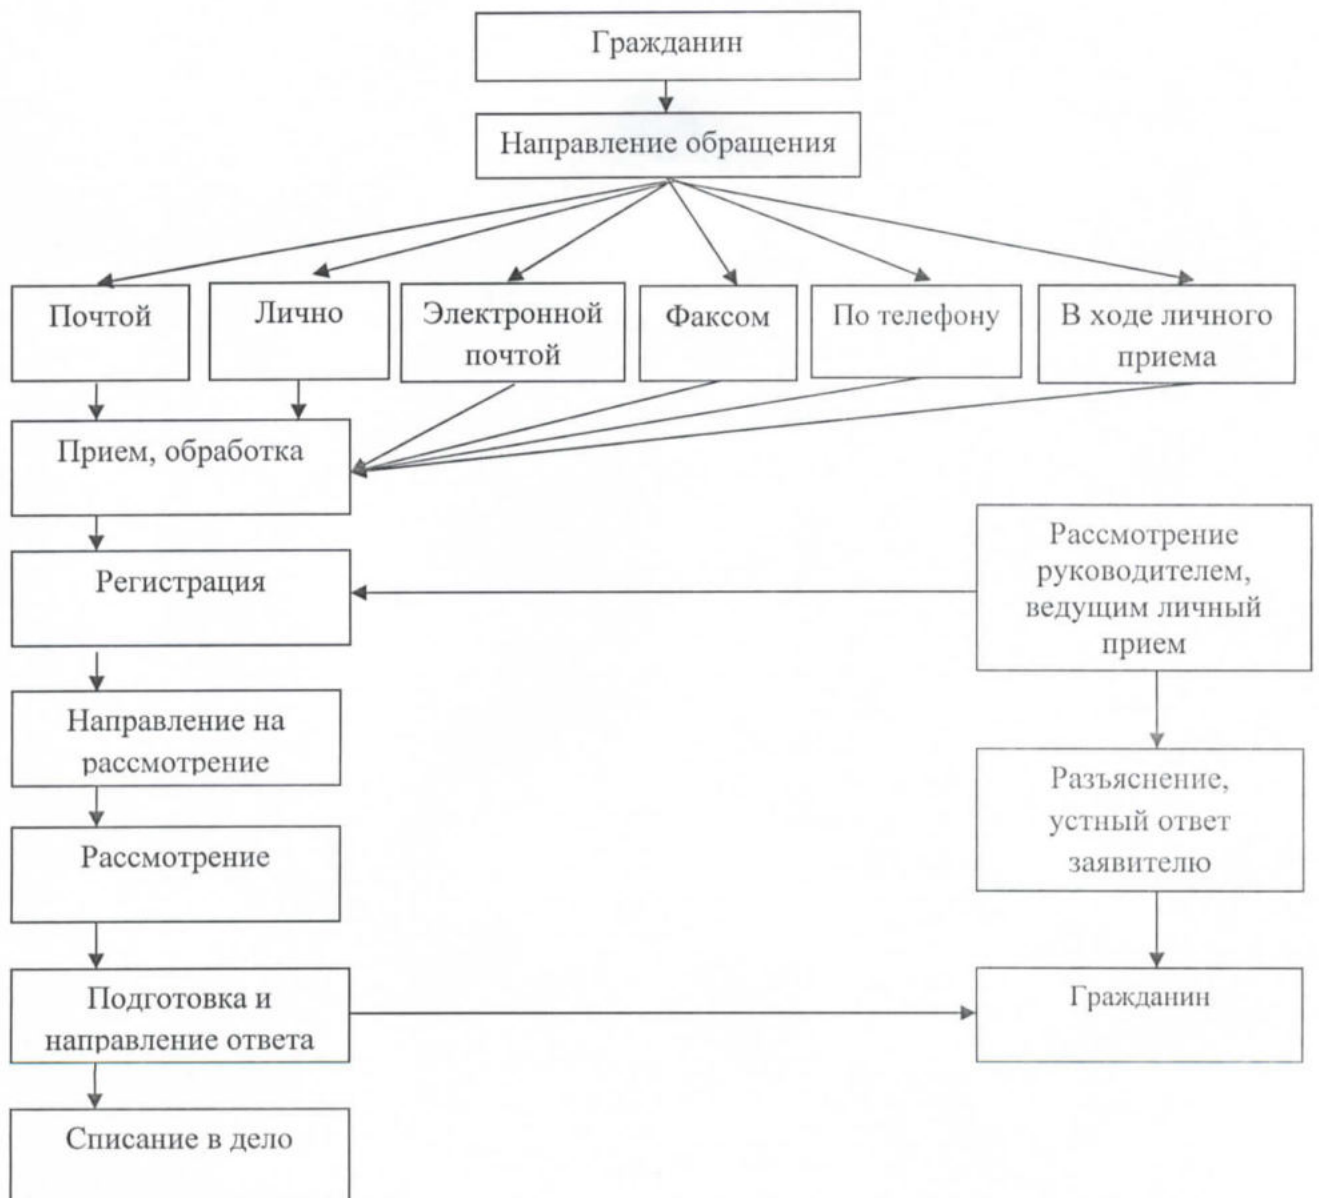 Гражданин
Направление обращения
Почтой
Лично
Электронной
почтой
Факсом
По телефону
В ходе личного
приема
Прием, обработка
Регистрация
Рассмотрение
руководителем,
ведущим личный
прием
Направление на
рассмотрение
Разъяснение,
устный ответ
заявителю
Рассмотрение
Подготовка и
направление ответа
Гражданин
Списание в дело